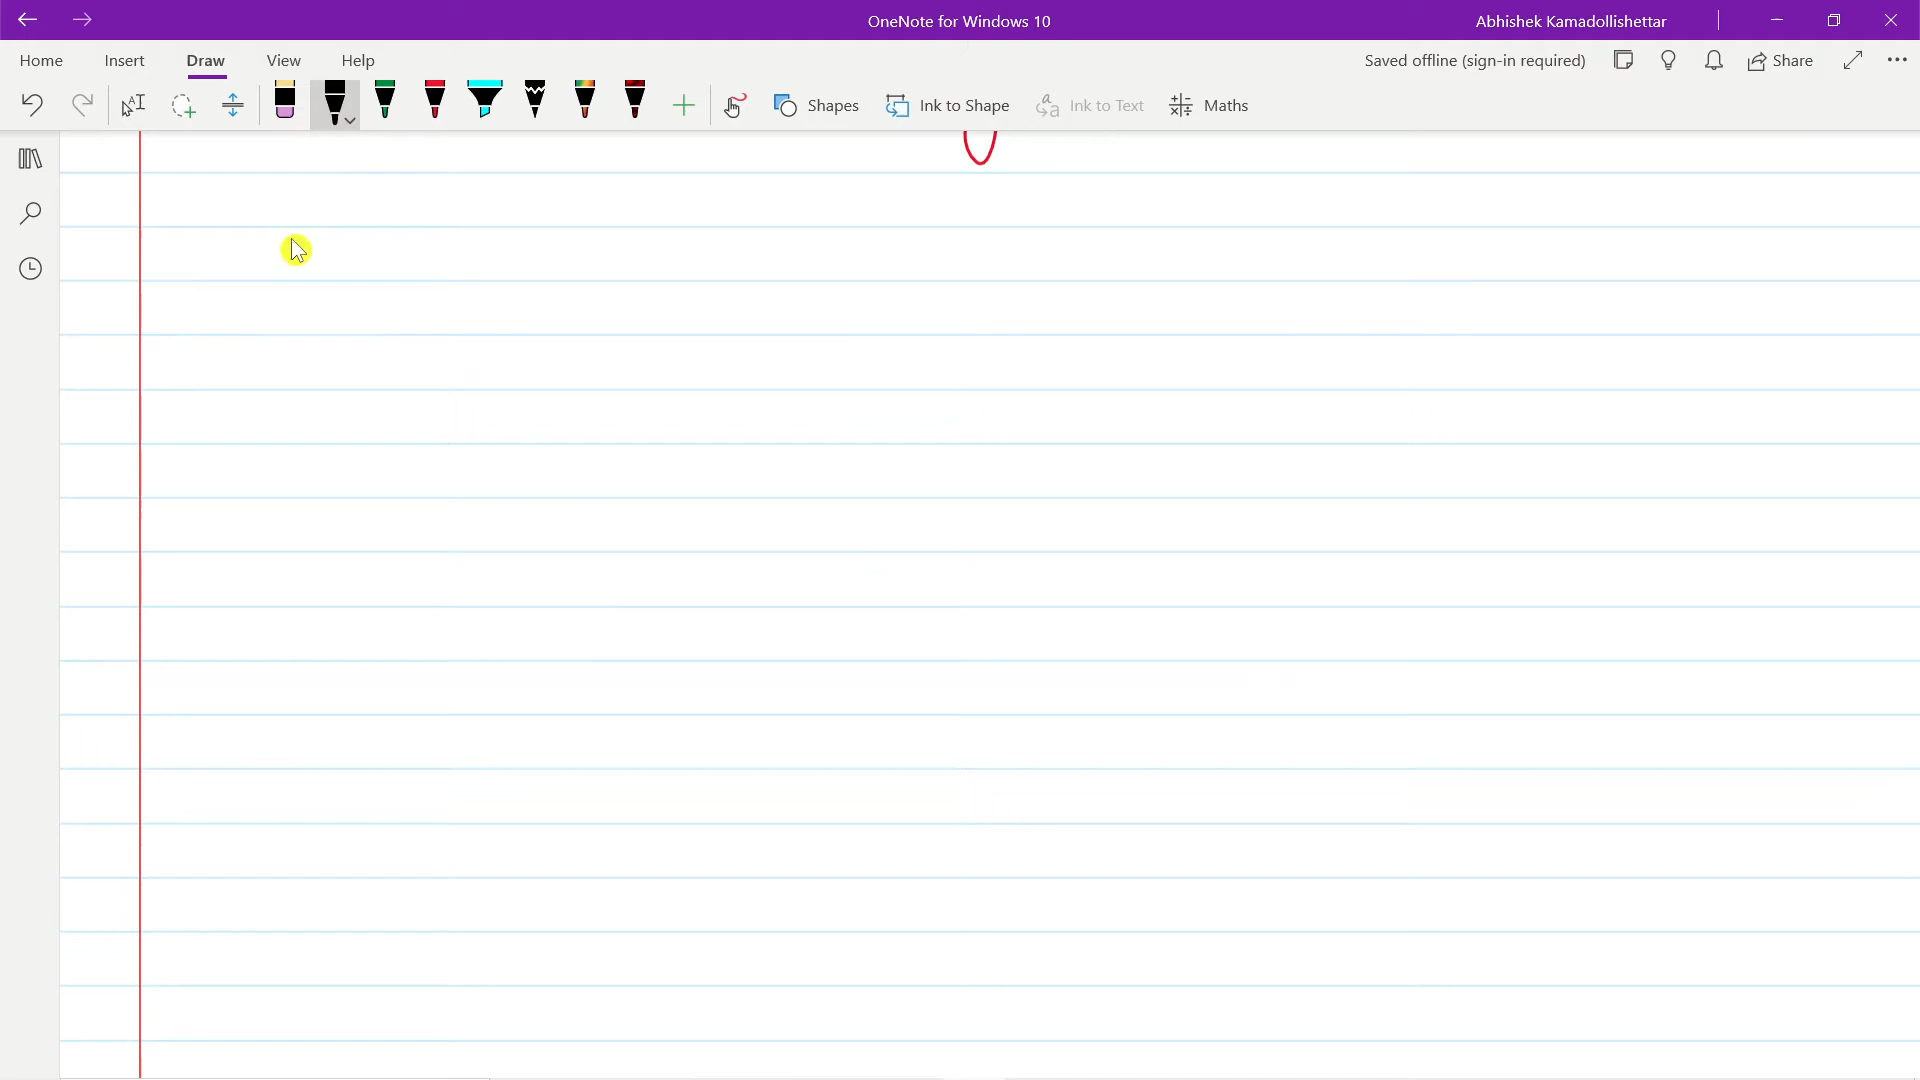 OneNote for Windows 10
Abhishek Kamadollishettar
Home Insert Draw View Help
Saved offline (sign-in required) Share
Shapes Ink to Shape Ink to Text Maths